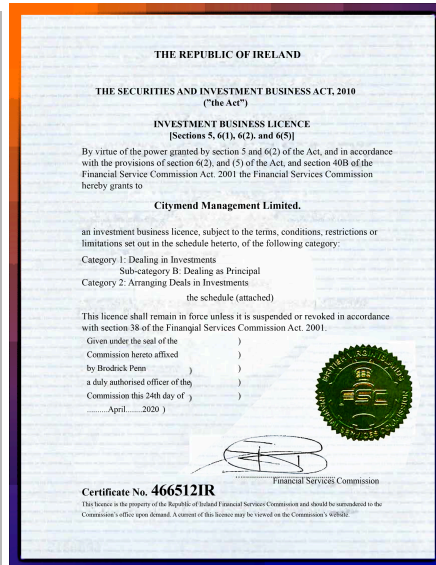 THE REPUBLIC OF IRELAND
THE SECURITIES AND INVESTMENT BUSINESS ACT, 2010
("the Act")
INVESTMENT BUSINESS LICENCE
[Sections 5, 6(1), 6(2). and 6(5)]
By virtue of the power granted by section 5 and 6(2) of the Act, and in accordance
with the provisions of section 6(2), and (5) of the Act, and section 40B of the
Financial Service Commission Act. 2001 the Financial Services Commission
hereby grants to
Citymend Management Limited.
an investment business licence, subject to the terms, conditions, restrictions or
limitations set out in the schedule heterto, of the following category:
Category 1: Dealing in Investments
Sub-category B: Dealing as Principal
Category 2: Arranging Deals in Investments
the schedule (attached)
This licence shall remain in force unless it is suspended or revoked in accordance
with section 38 of the Financial Services Commission Act. 2001.
Given under the seal of the )
Commission hereto affixed )
by Brodrick Penn ) )
a duly authorised officer of the) )
Commission this 24th day of ) )
..........April........2020 )
BRITISH VIRGIN ISLANDS
FINANCIAL SERVICES COMMISSION
FSC
Financial Services Commission
Certificate No. 466512IR
This licence is the property of the Republic of Ireland Financial Services Commission and should be surrendered to the
Commission's office upon demand. A current of this licence may be viewed on the Commission's website.